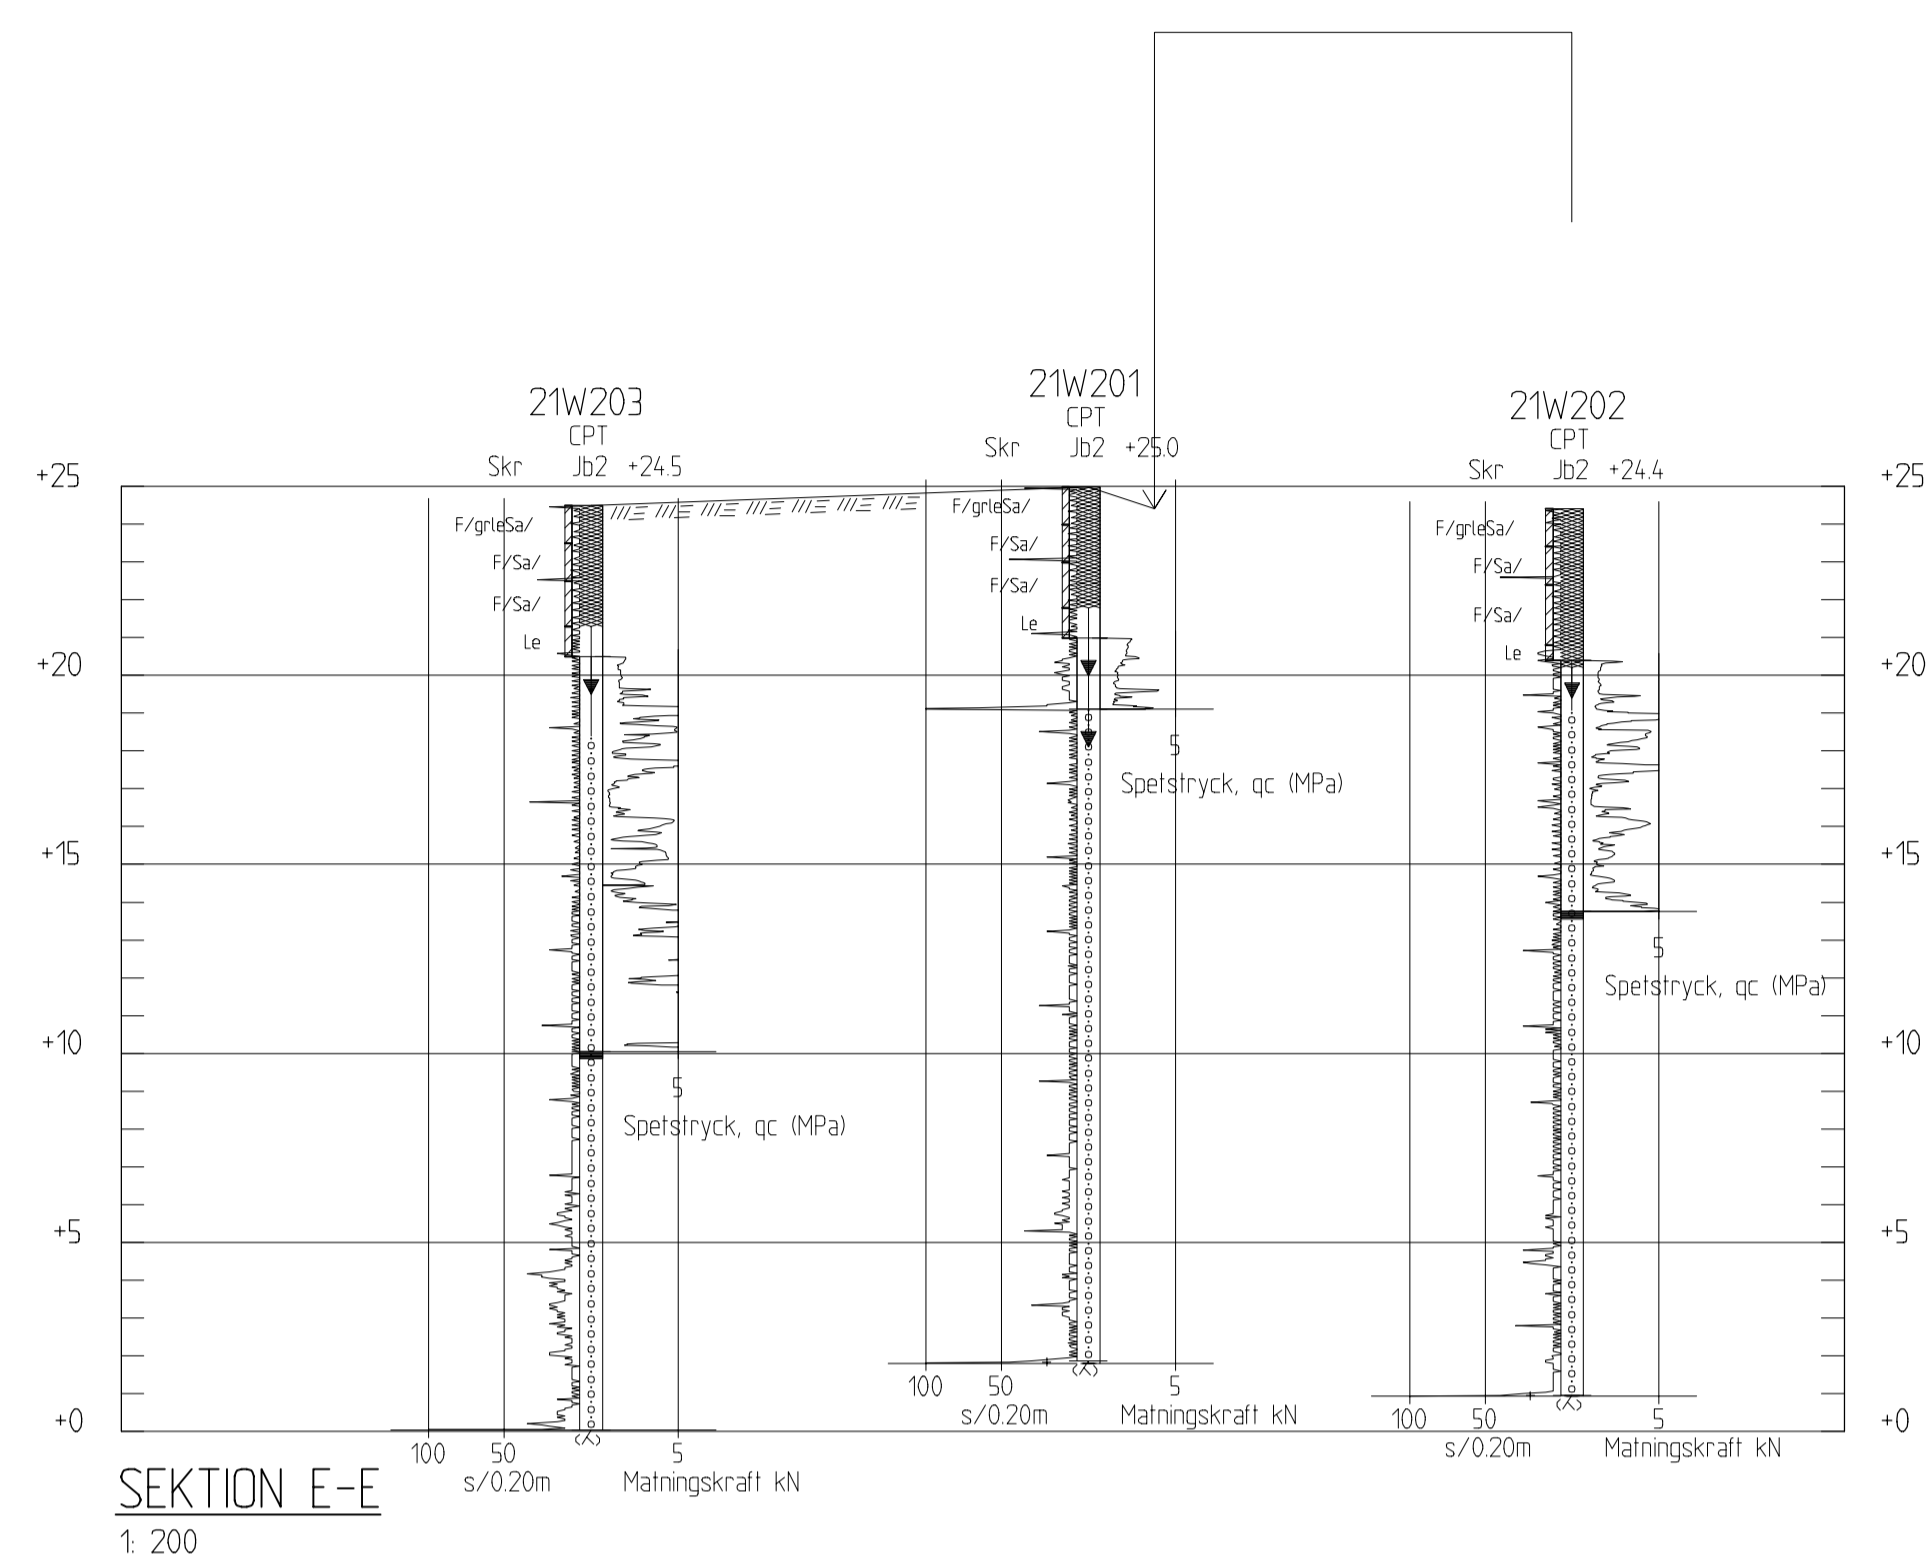 21W201
CPT
Skr Jb2 +25.0
21W203
CPT
Skr Jb2 +24.5
21W202
CPT
Skr Jb2 +24.4
+25 +25
F/grleSa/ F/grleSa/ F/grleSa/
F/Sa/ F/Sa/ F/Sa/
F/Sa/ F/Sa/ F/Sa/
Le Le Le
+20 +20
5
Spetstryck, qc (MPa)
+15 +15
5
Spetstryck, qc (MPa)
+10 +10
5
Spetstryck, qc (MPa)
+5 +5
100 50 5
s/0.20m Matningskraft kN
100 50 5
s/0.20m Matningskraft kN
+0 +0
100 50 5
s/0.20m Matningskraft kN
SEKTION E-E
1: 200